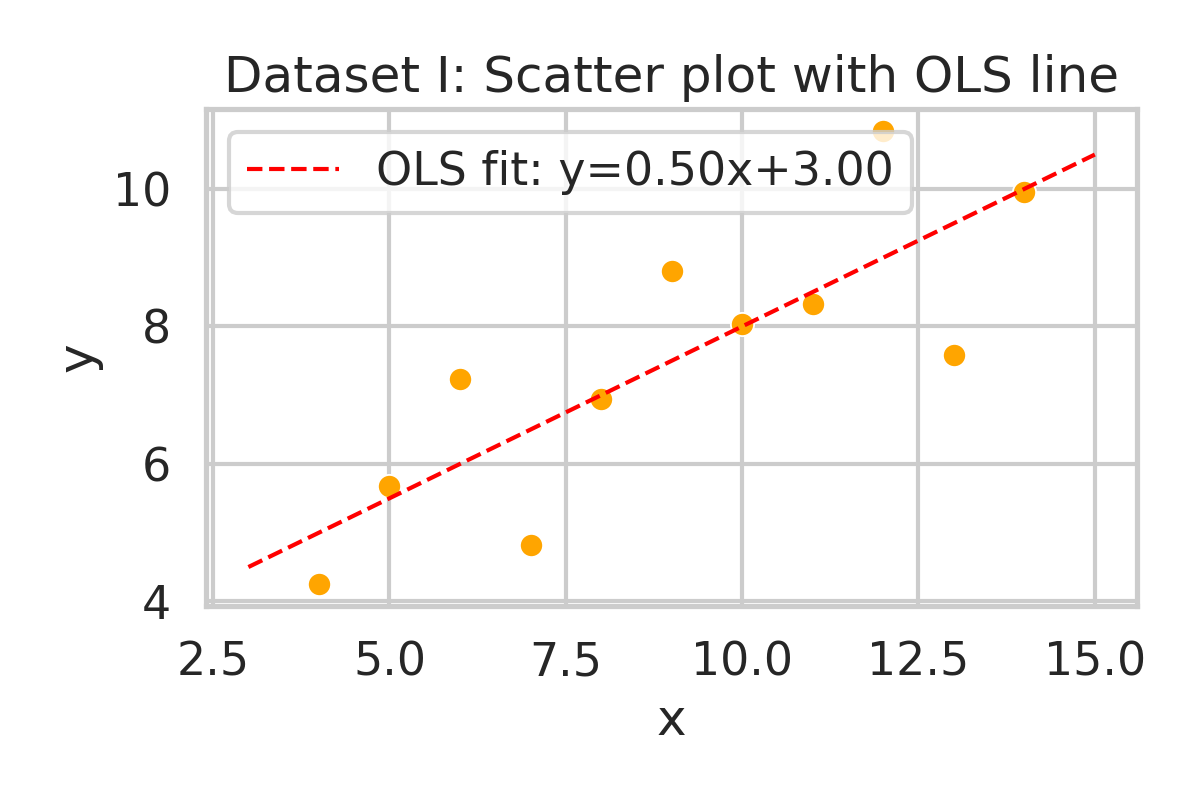 Dataset I: Scatter plot with OLS line
OLS fit: y=0.50x+3.00
10
8
6
4
y
2.5 5.0 7.5 10.0 12.5 15.0
x